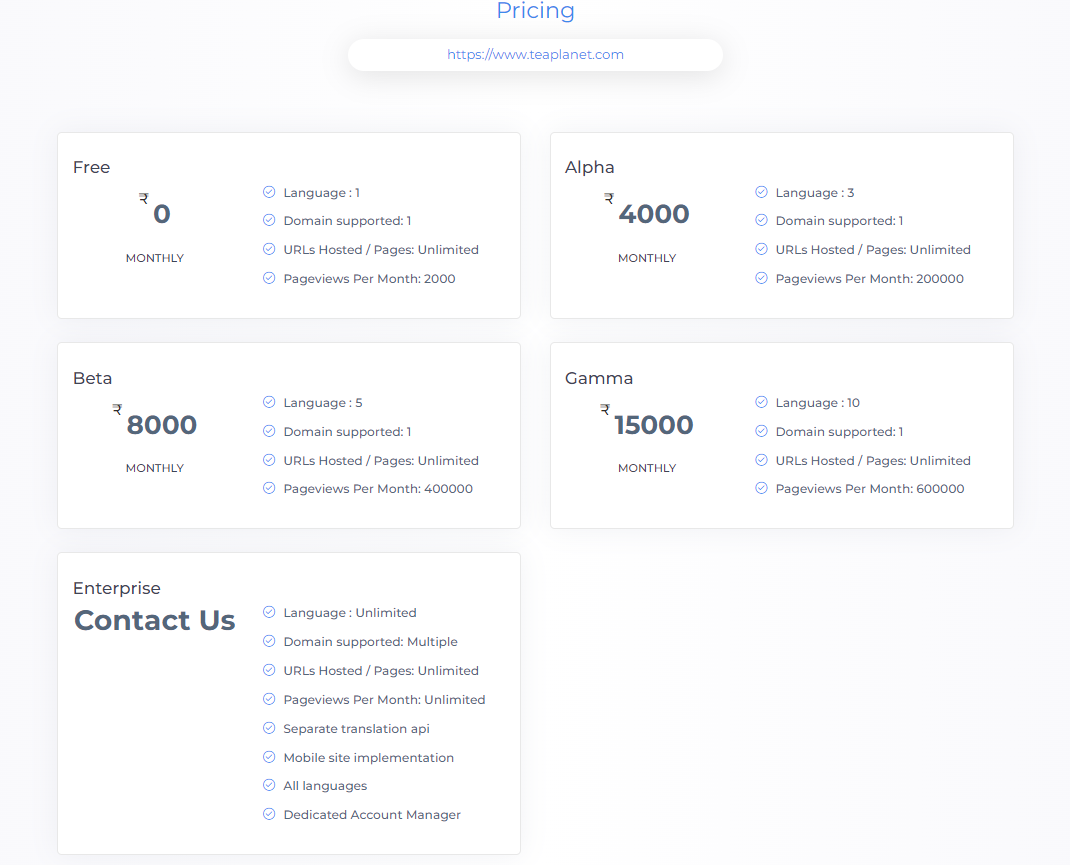 Pricing
https://www.teaplanet.com
Free
₹ 0
MONTHLY
Language : 1
Domain supported: 1
URLs Hosted / Pages: Unlimited
Pageviews Per Month: 2000
Alpha
₹ 4000
MONTHLY
Language : 3
Domain supported: 1
URLs Hosted / Pages: Unlimited
Pageviews Per Month: 200000
Beta
₹ 8000
MONTHLY
Language : 5
Domain supported: 1
URLs Hosted / Pages: Unlimited
Pageviews Per Month: 400000
Gamma
₹ 15000
MONTHLY
Language : 10
Domain supported: 1
URLs Hosted / Pages: Unlimited
Pageviews Per Month: 600000
Enterprise
Contact Us
Language : Unlimited
Domain supported: Multiple
URLs Hosted / Pages: Unlimited
Pageviews Per Month: Unlimited
Separate translation api
Mobile site implementation
All languages
Dedicated Account Manager